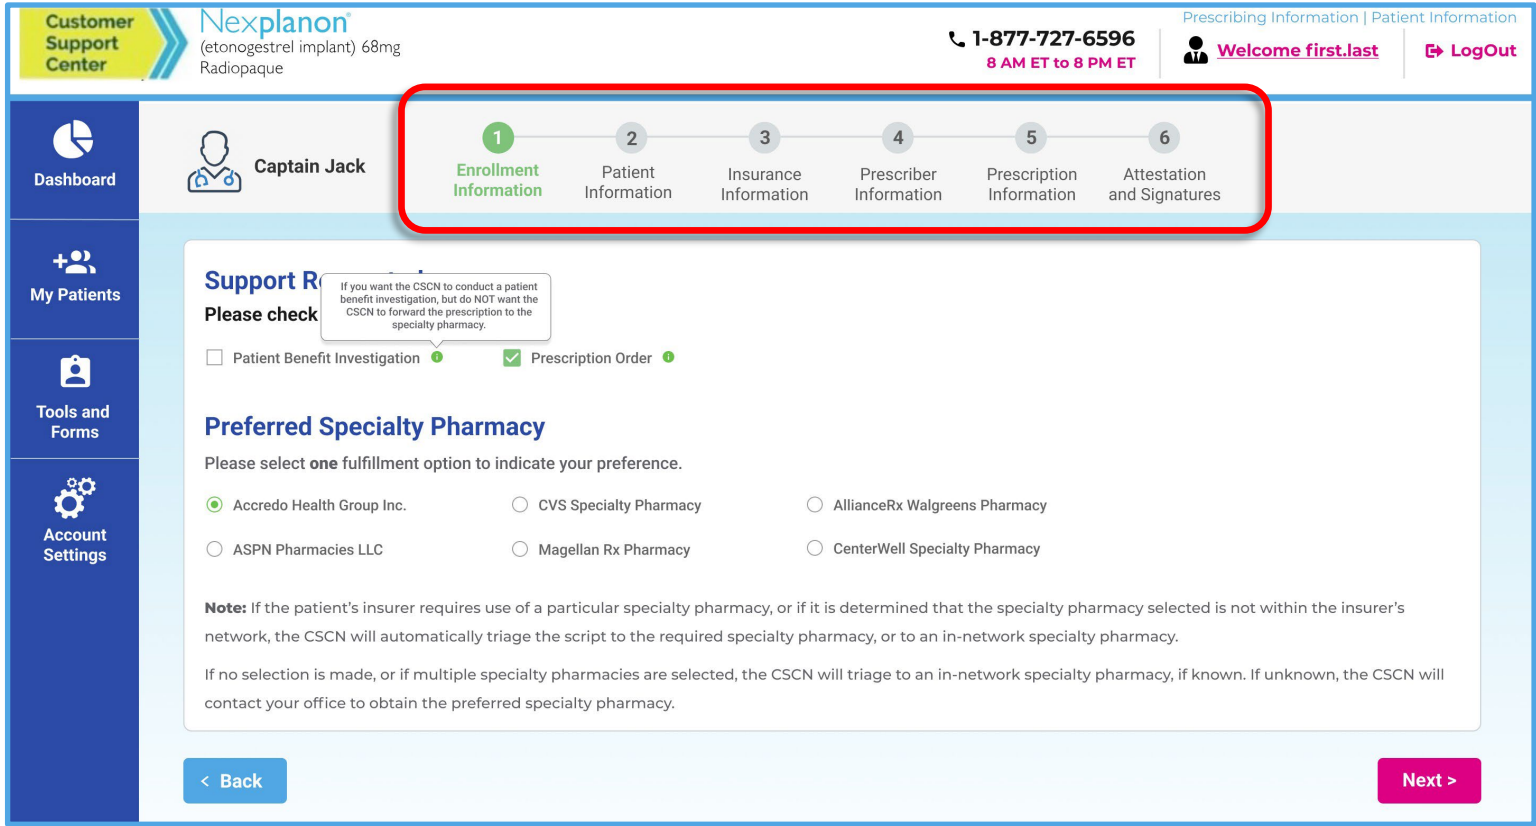 Customer
Support
Center
Nexplanon®
(etonogestrel implant) 68mg
Radiopaque
1-877-727-6596
8 AM ET to 8 PM ET
Prescribing Information | Patient Information
Welcome first.last
LogOut
Dashboard
My Patients
Tools and
Forms
Account
Settings
Captain Jack
1
Enrollment
Information
2
Patient
Information
3
Insurance
Information
4
Prescriber
Information
5
Prescription
Information
6
Attestation
and Signatures
Support
If you want the CSCN to conduct a patient
benefit investigation, but do NOT want the
CSCN to forward the prescription to the
specialty pharmacy.
Please check
Patient Benefit Investigation
Prescription Order
Preferred Specialty Pharmacy
Please select one fulfillment option to indicate your preference.
Accredo Health Group Inc.
CVS Specialty Pharmacy
AllianceRx Walgreens Pharmacy
ASPN Pharmacies LLC
Magellan Rx Pharmacy
CenterWell Specialty Pharmacy
Note: If the patient's insurer requires use of a particular specialty pharmacy, or if it is determined that the specialty pharmacy selected is not within the insurer's
network, the CSCN will automatically triage the script to the required specialty pharmacy, or to an in-network specialty pharmacy.
If no selection is made, or if multiple specialty pharmacies are selected, the CSCN will triage to an in-network specialty pharmacy, if known. If unknown, the CSCN will
contact your office to obtain the preferred specialty pharmacy.
< Back
Next >